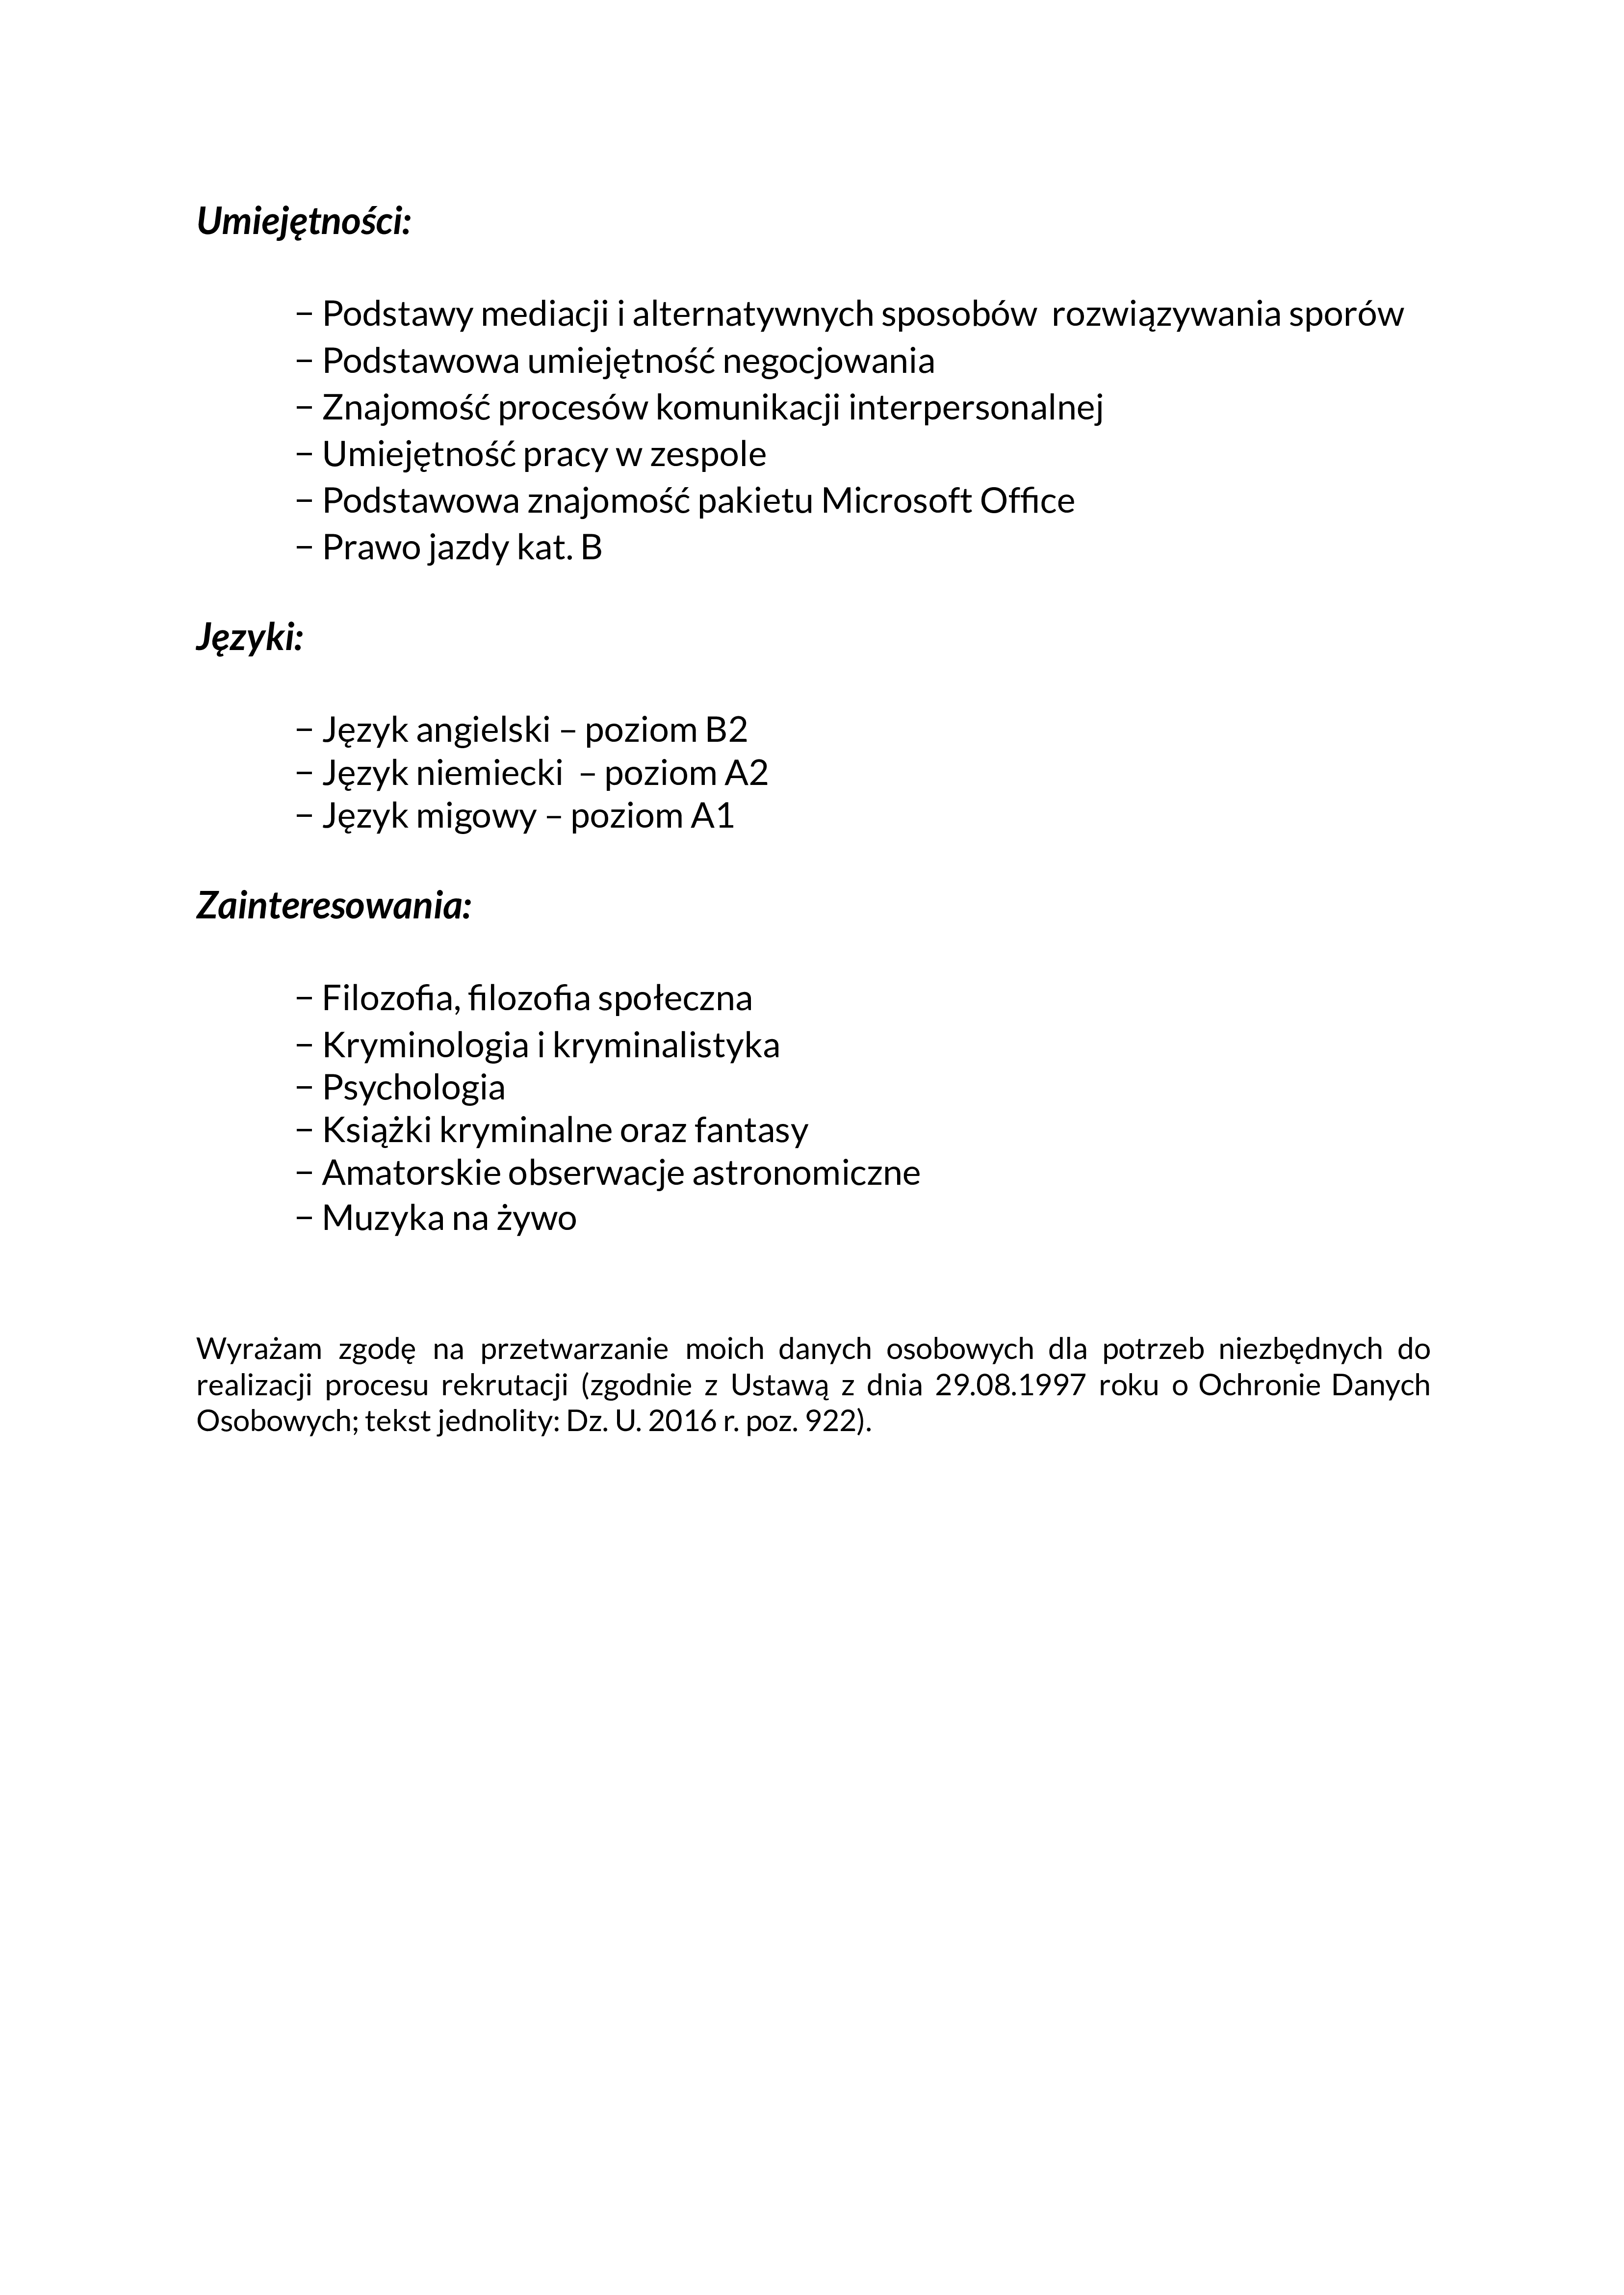 Umiejętności:
– Podstawy mediacji i alternatywnych sposobów  rozwiązywania sporów
– Podstawowa umiejętność negocjowania
– Znajomość procesów komunikacji interpersonalnej
– Umiejętność pracy w zespole
– Podstawowa znajomość pakietu Microsoft Office
– Prawo jazdy kat. B
Języki:
– Język angielski – poziom B2
– Język niemiecki  – poziom A2
– Język migowy – poziom A1
Zainteresowania:
– Filozofia, filozofia społeczna
– Kryminologia i kryminalistyka
– Psychologia
– Książki kryminalne oraz fantasy
– Amatorskie obserwacje astronomiczne
– Muzyka na żywo
Wyrażam zgodę na przetwarzanie moich danych osobowych dla potrzeb niezbędnych do
realizacji procesu rekrutacji (zgodnie z Ustawą z dnia 29.08.1997 roku o Ochronie Danych
Osobowych; tekst jednolity: Dz. U. 2016 r. poz. 922).